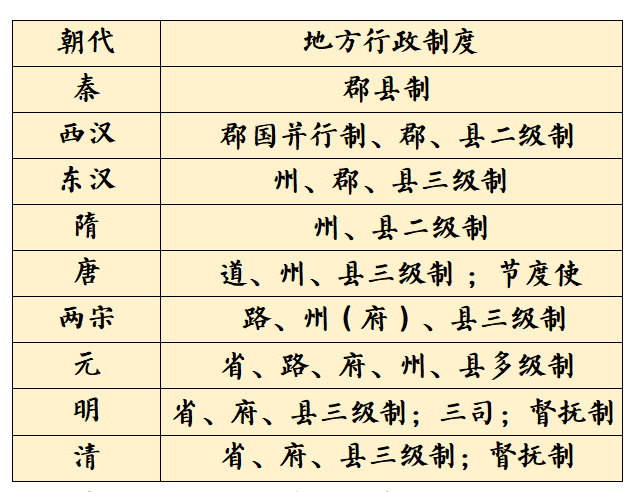 朝代 地方行政制度
秦 郡县制
西汉 郡国并行制、郡、县二级制
东汉 州、郡、县三级制
隋 州、县二级制
唐 道、州、县三级制；节度使
两宋 路、州（府）、县三级制
元 省、路、府、州、县多级制
明 省、府、县三级制；三司；督抚制
清 省、府、县三级制；督抚制